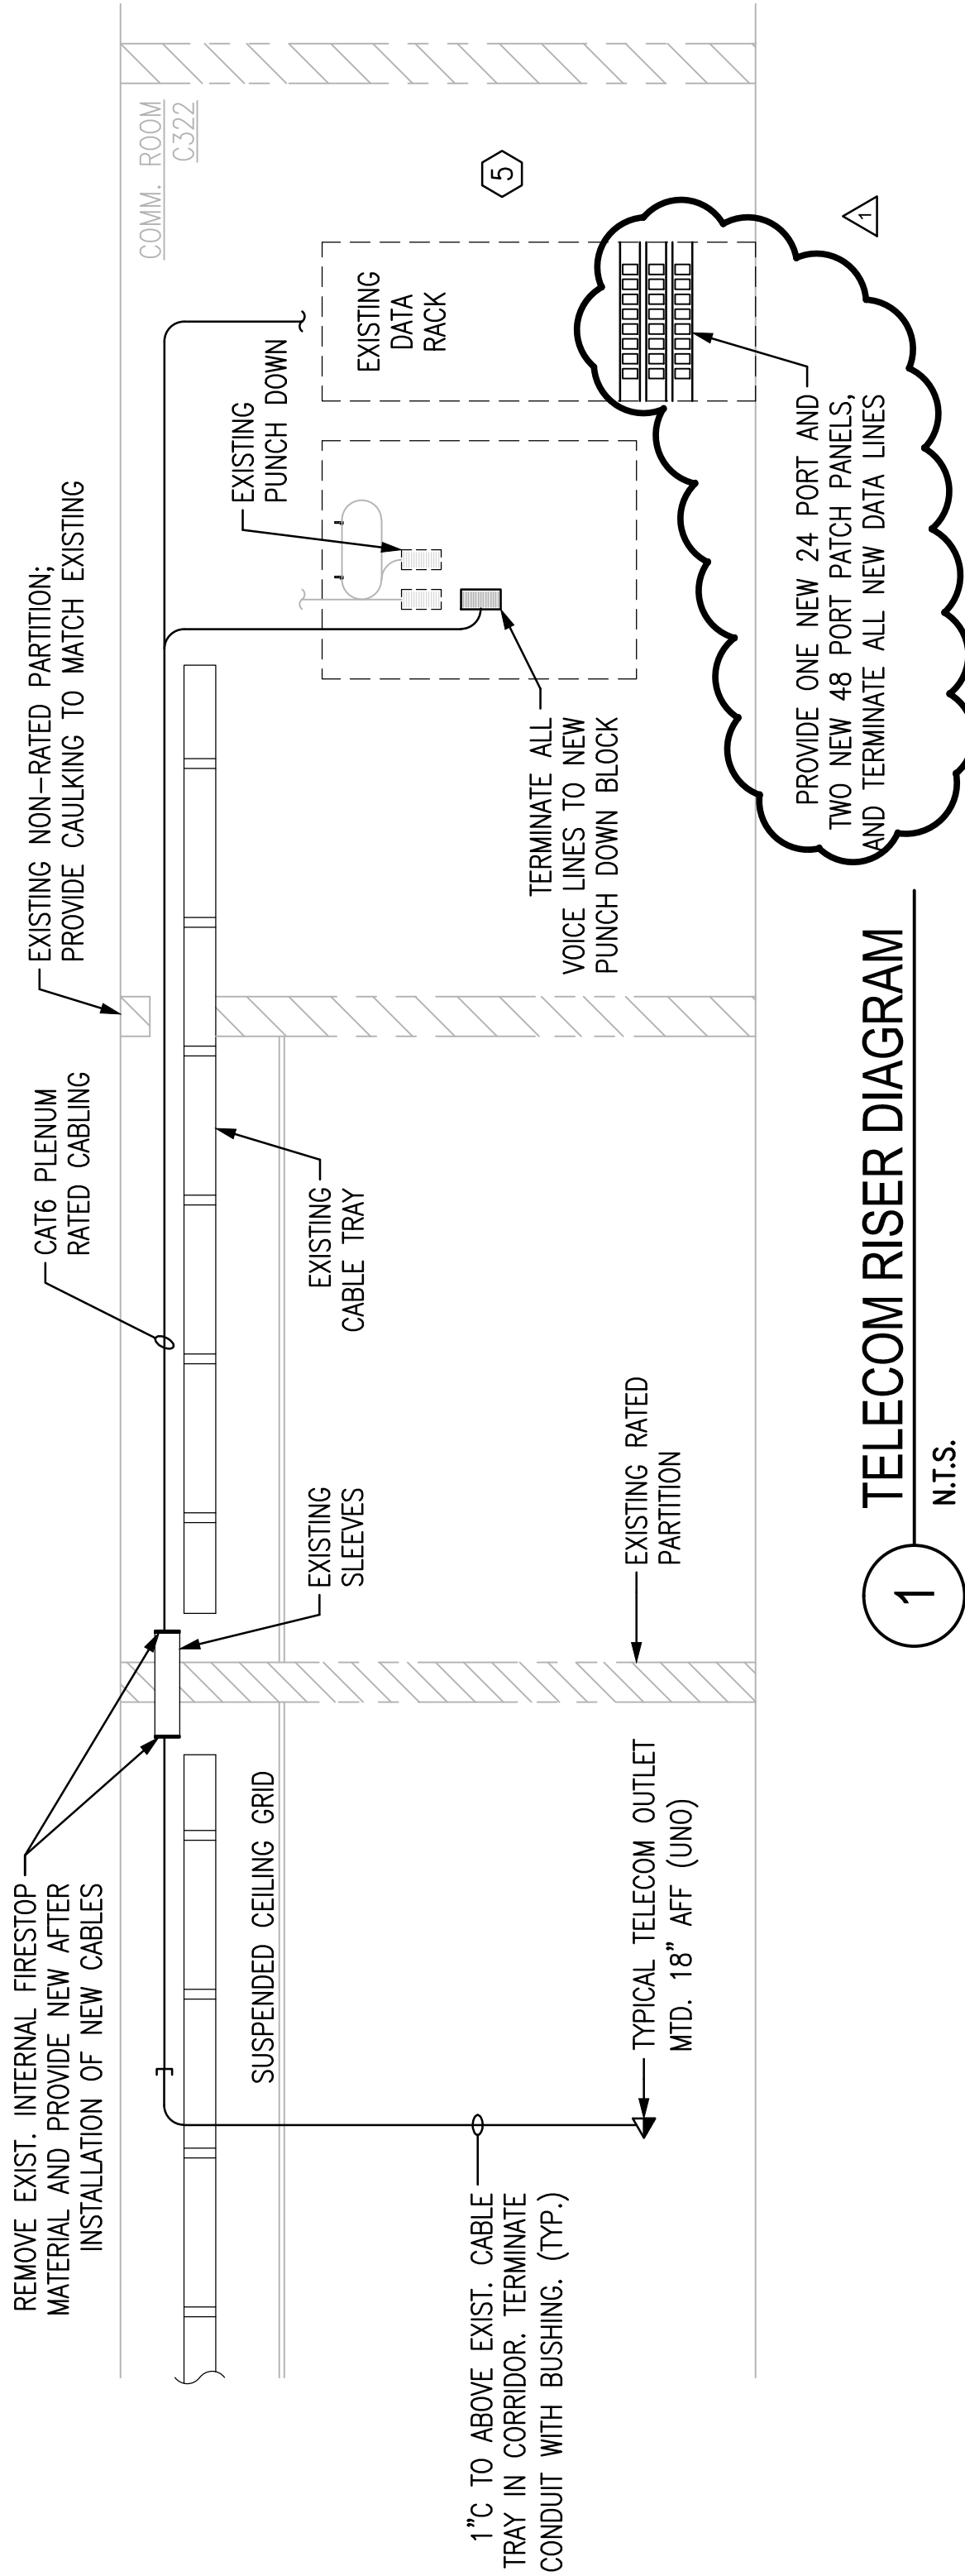 REMOVE EXIST. INTERNAL FIRESTOP
MATERIAL AND PROVIDE NEW AFTER
INSTALLATION OF NEW CABLES
CAT6 PLENUM
RATED CABLING
EXISTING NON-RATED PARTITION;
PROVIDE CAULKING TO MATCH EXISTING
COMM. ROOM
C322
SUSPENDED CEILING GRID
EXISTING
SLEEVES
EXISTING
CABLE TRAY
EXISTING
PUNCH DOWN
EXISTING
DATA
RACK
5
1"C TO ABOVE EXIST. CABLE
TRAY IN CORRIDOR. TERMINATE
CONDUIT WITH BUSHING. (TYP.)
TYPICAL TELECOM OUTLET
MTD. 18" AFF (UNO)
EXISTING RATED
PARTITION
TERMINATE ALL
VOICE LINES TO NEW
PUNCH DOWN BLOCK
PROVIDE ONE NEW 24 PORT AND
TWO NEW 48 PORT PATCH PANELS,
AND TERMINATE ALL NEW DATA LINES
1
1
TELECOM RISER DIAGRAM
N.T.S.